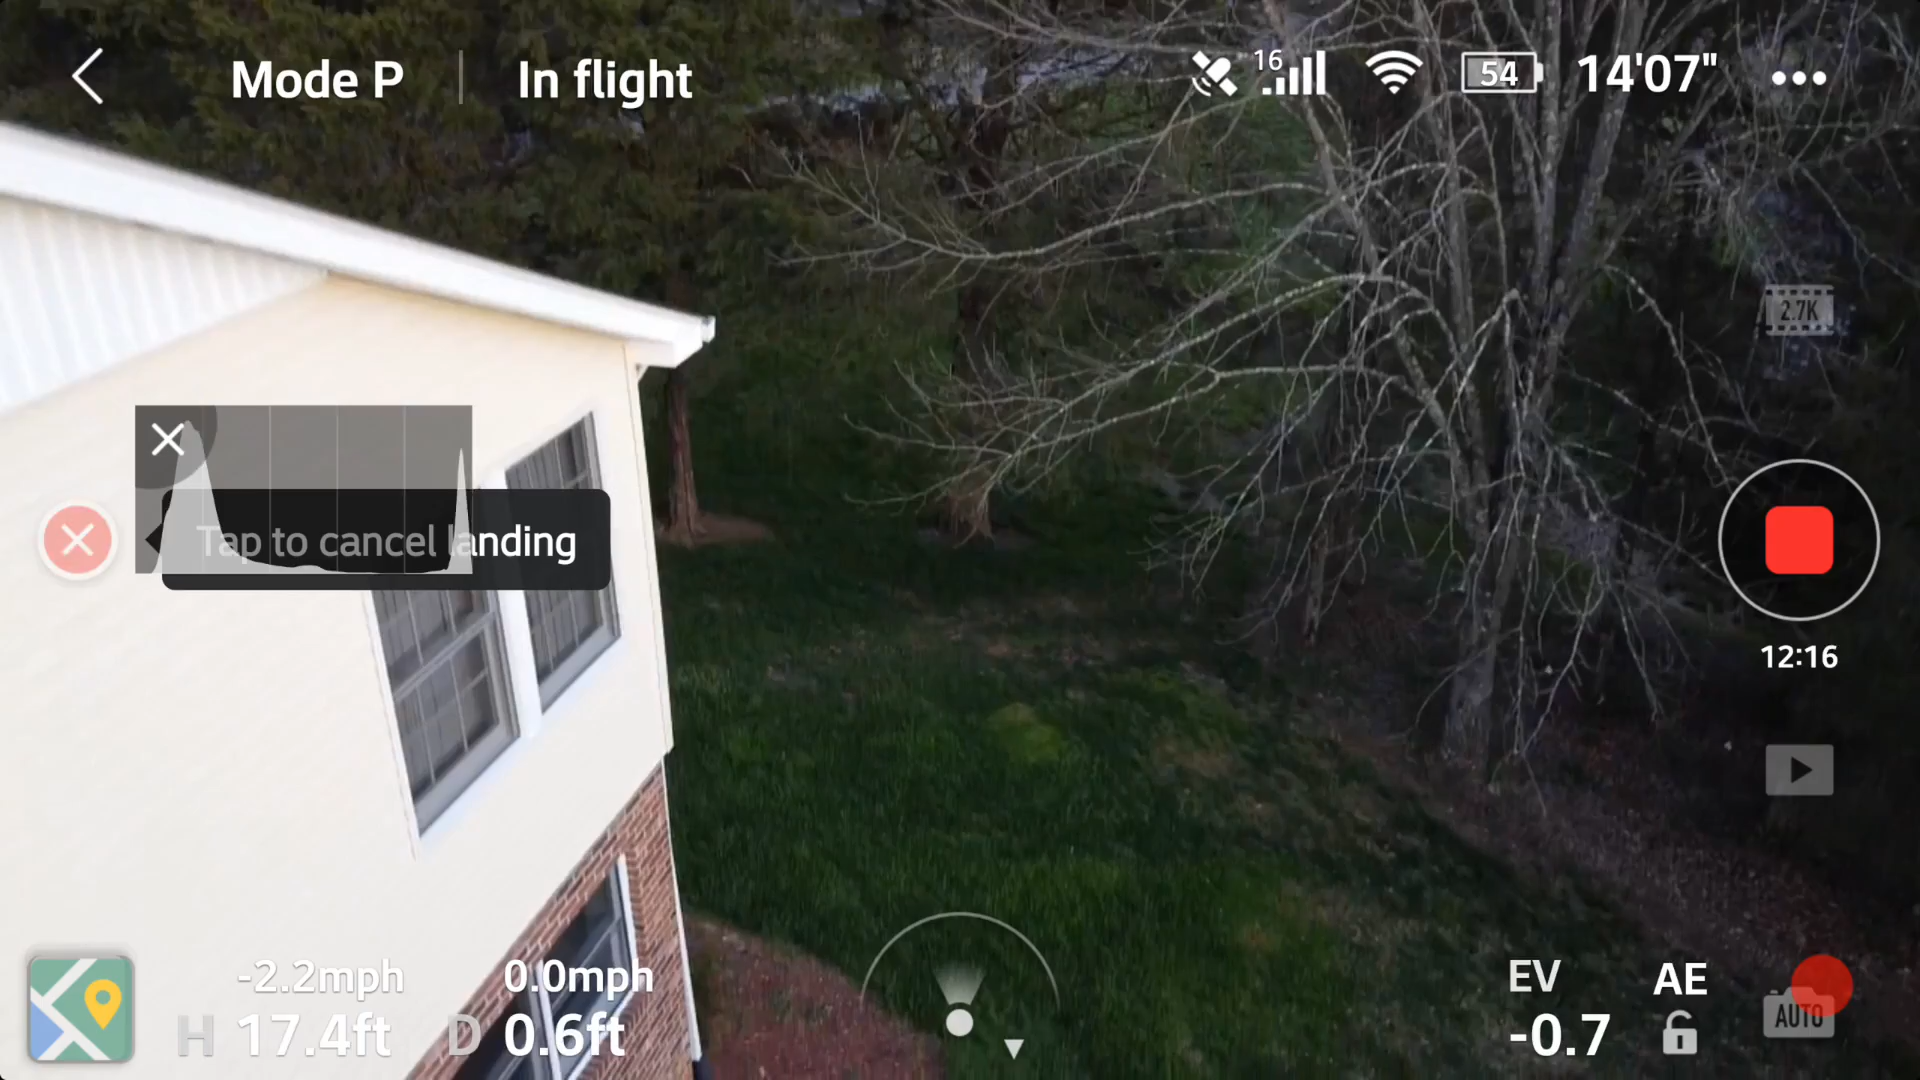 Mode P
In flight
16
54
14'07"
2.7K
Tap to cancel landing
12:16
-2.2mph
0.0mph
H 17.4ft
D 0.6ft
EV
-0.7
AE
AUTO